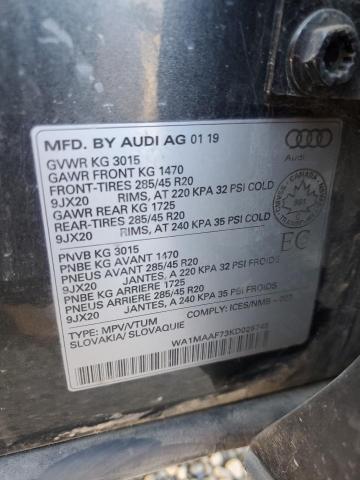 MFD. BY AUDI AG 01 19
GVWR KG 3015
GAWR FRONT KG 1470
FRONT-TIRES 285/45 R20
9JX20 RIMS, AT 220 KPA 32 PSI COLD
GAWR REAR KG 1725
REAR-TIRES 285/45 R20
9JX20 RIMS, AT 240 KPA 35 PSI COLD
PNVB KG 3015
PNBE KG AVANT 1470
PNEUS AVANT 285/45 R20
9JX20 JANTES, A 220 KPA 32 PSI FROIDS
PNBE KG ARRIERE 1725
PNEUS ARRIERE 285/45 R20
9JX20 JANTES, A 240 KPA 35 PSI FROIDS
TYPE: MPV/VTUM COMPLY: ICES/NMB-
SLOVAKIA/ SLOVAQUIE
Audi
CANADA
EC